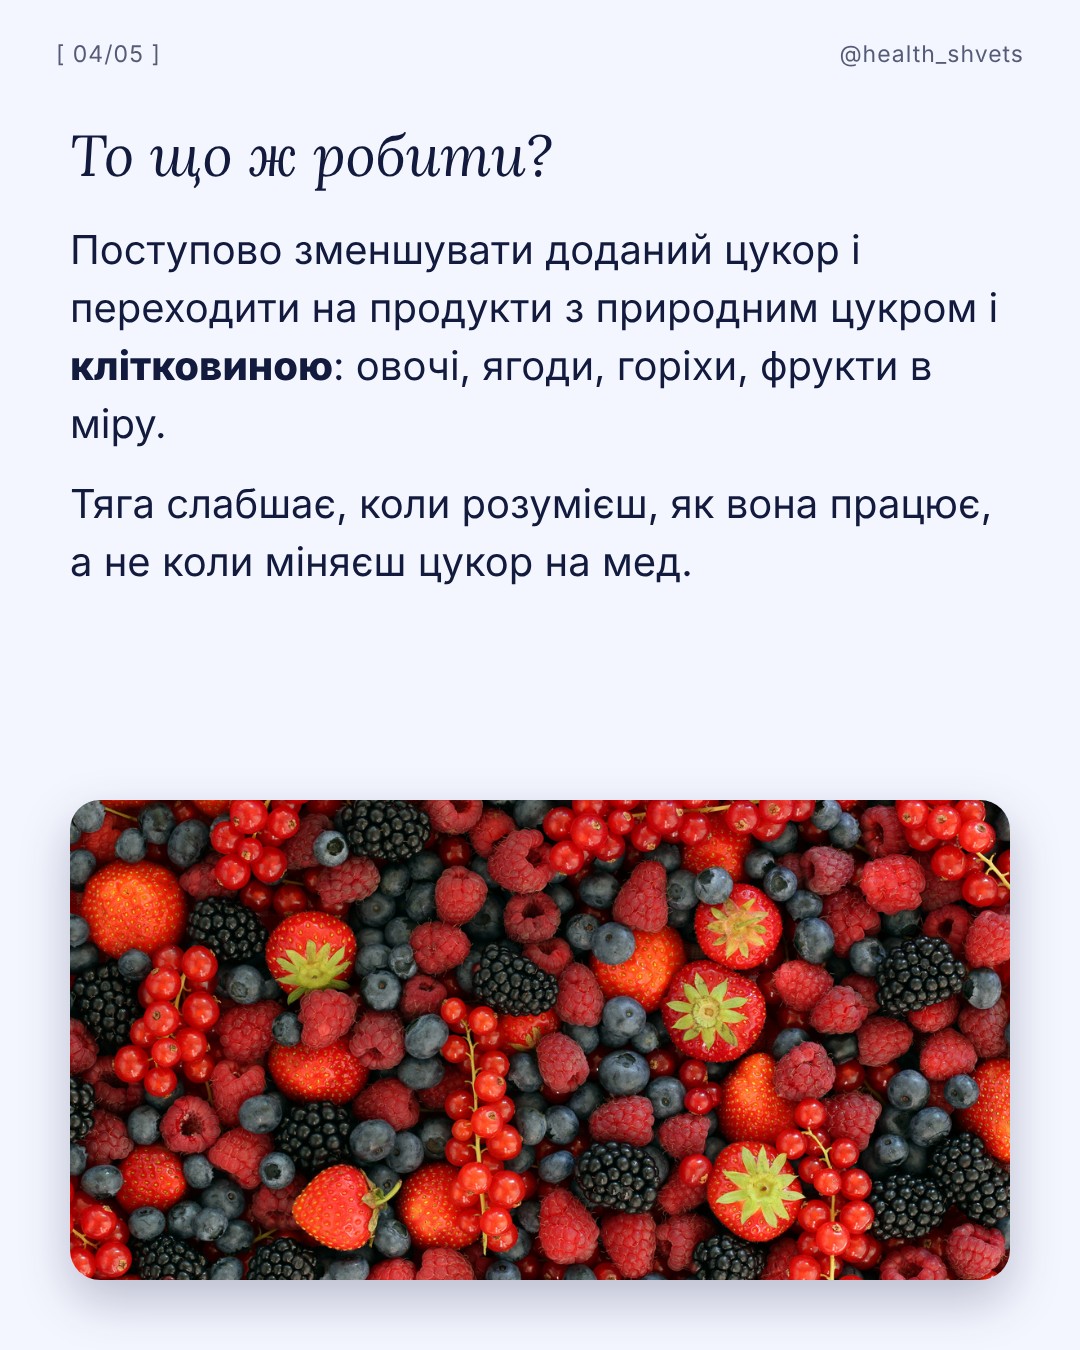 [ 04/05 ]
@health_shvets
То що ж робити?
Поступово зменшувати доданий цукор і
переходити на продукти з природним цукром і
клітковиною: овочі, ягоди, горіхи, фрукти в
міру.
Тяга слабшає, коли розумієш, як вона працює,
а не коли міняєш цукор на мед.